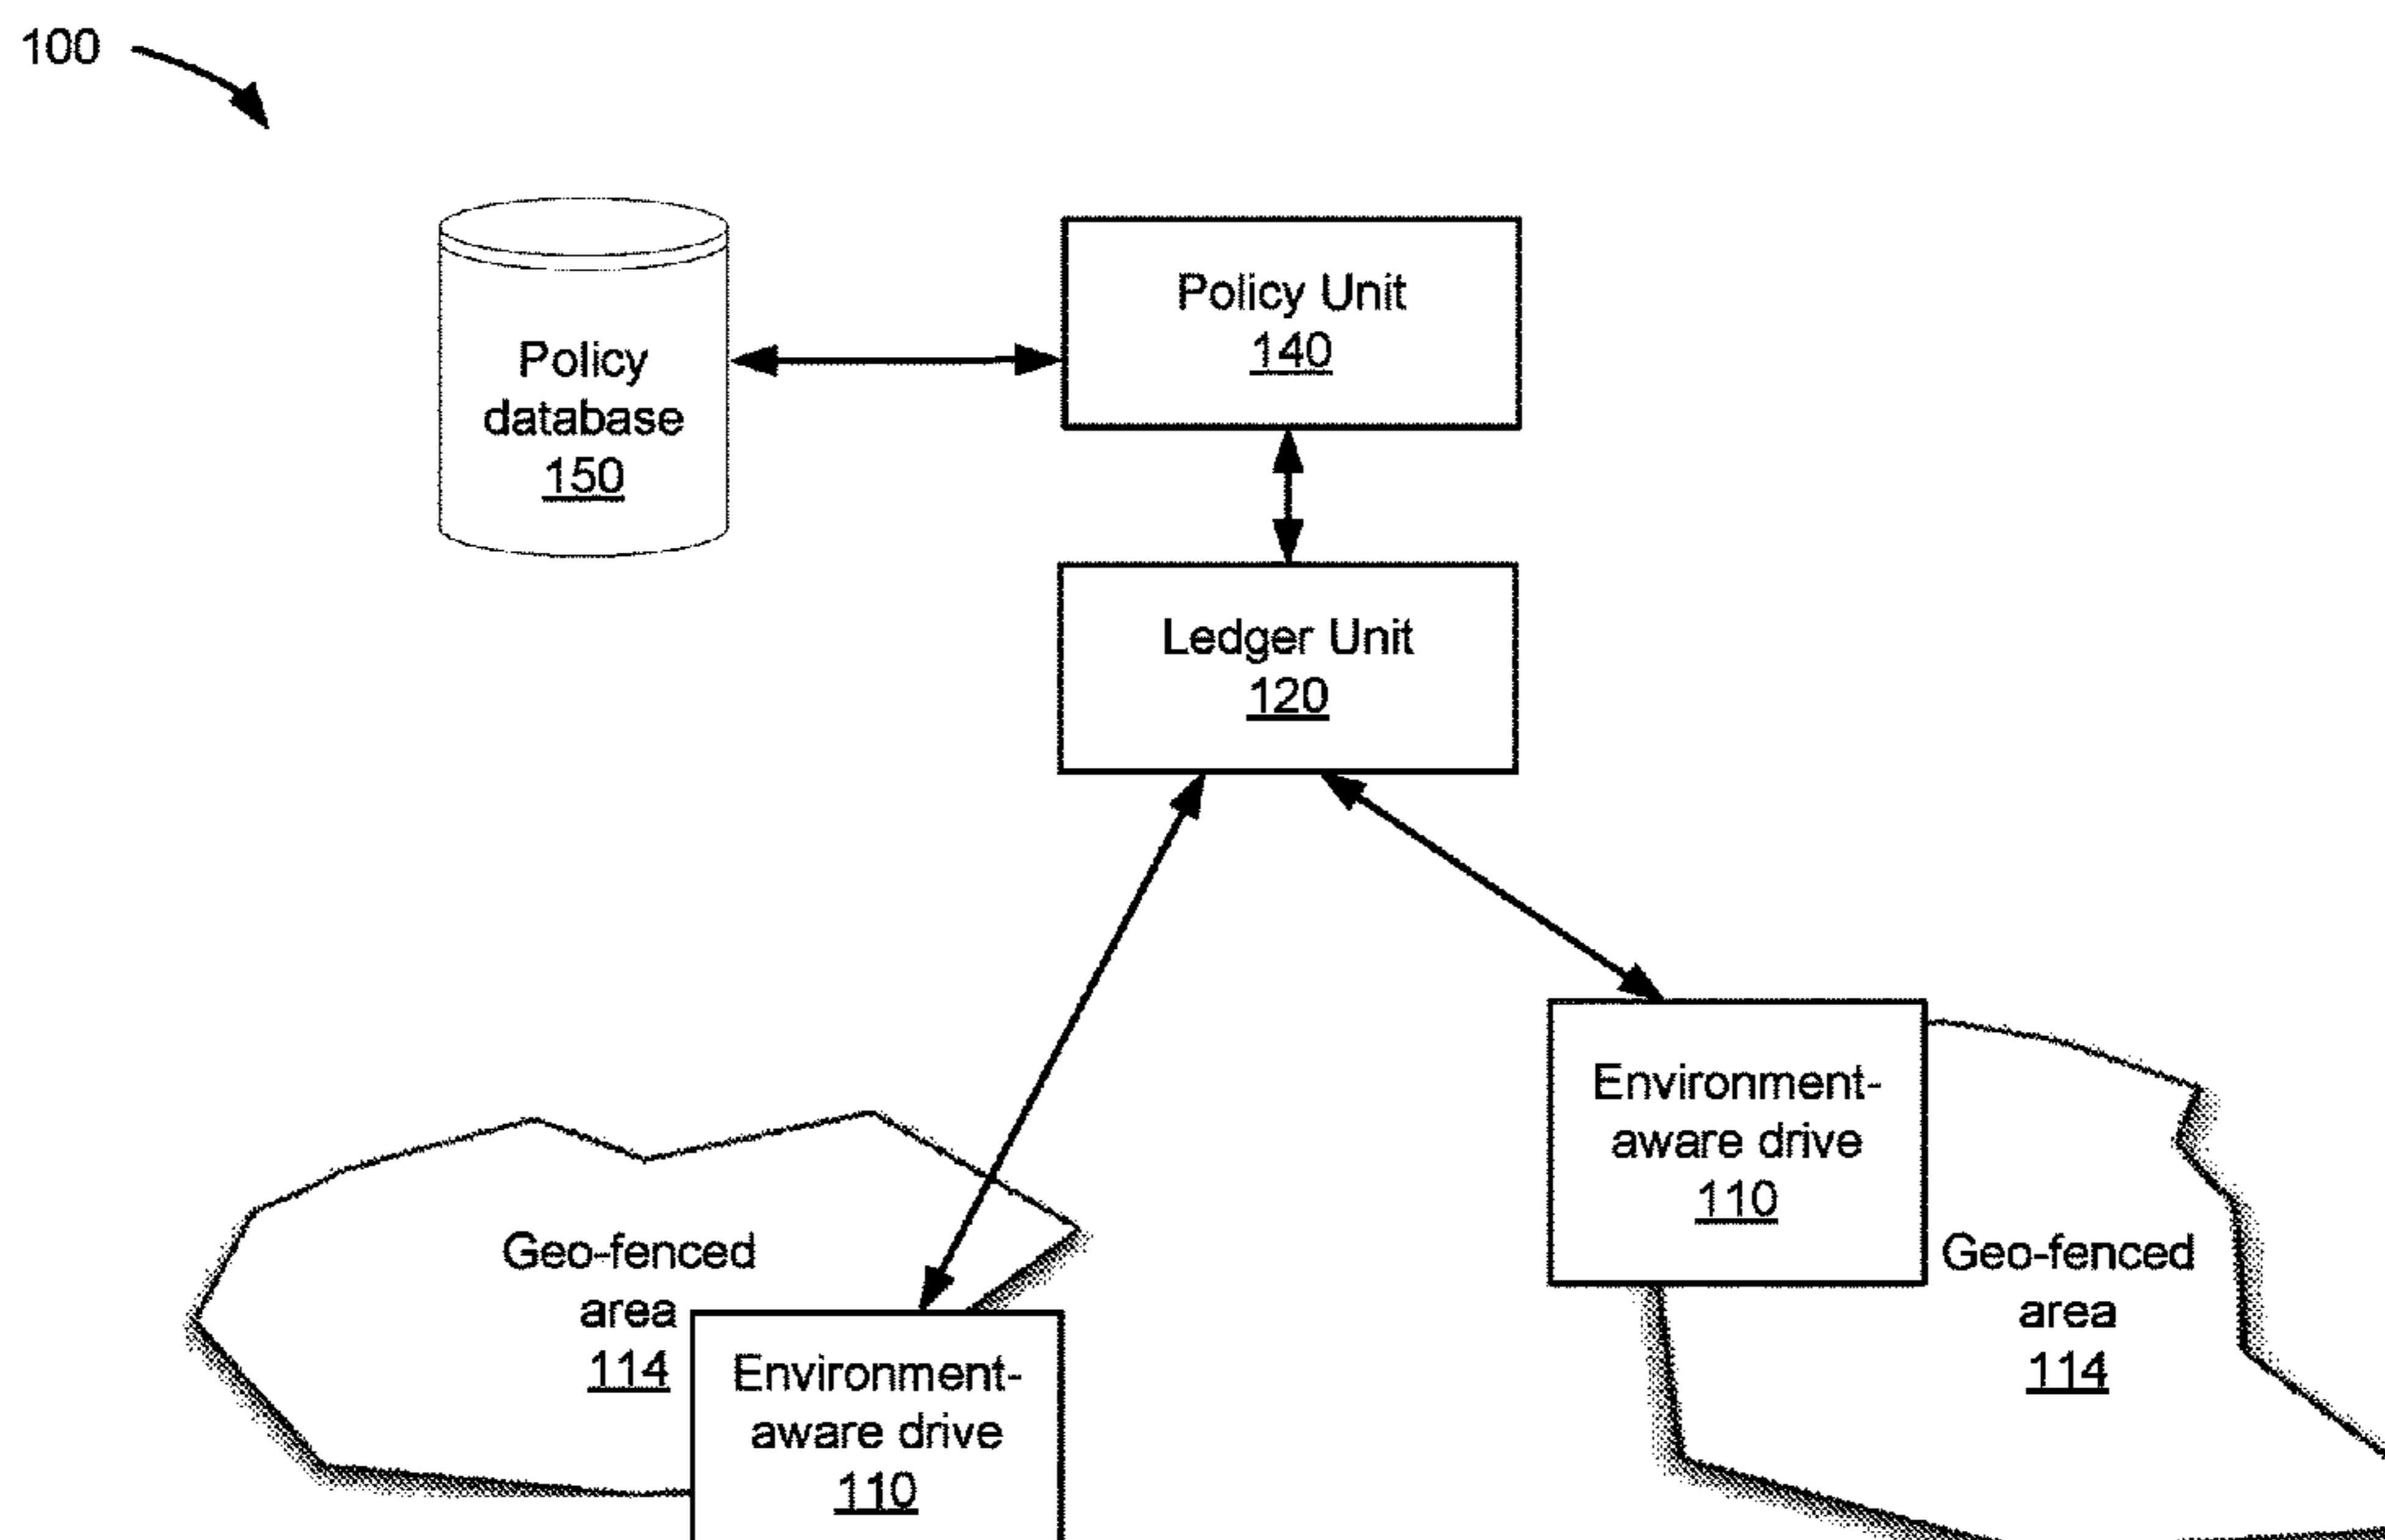 100
Policy Unit
140
Policy
database
150
Ledger Unit
120
Environment-
aware drive
110
Geo-fenced
area
114
Environment-
aware drive
110
Geo-fenced
area
114